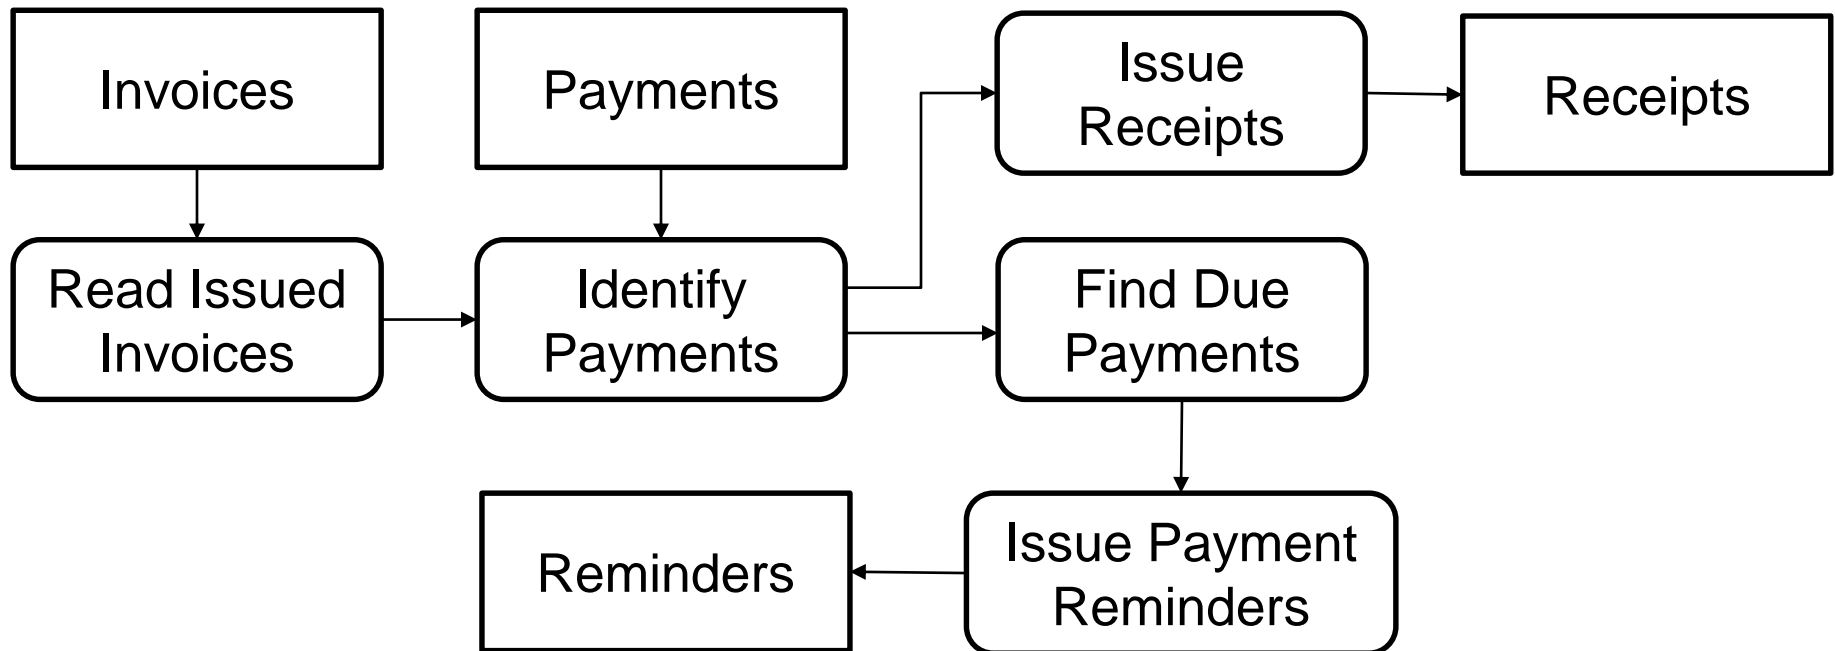 Invoices
Payments
Issue
Receipts
Receipts
Read Issued
Invoices
Identify
Payments
Find Due
Payments
Reminders
Issue Payment
Reminders